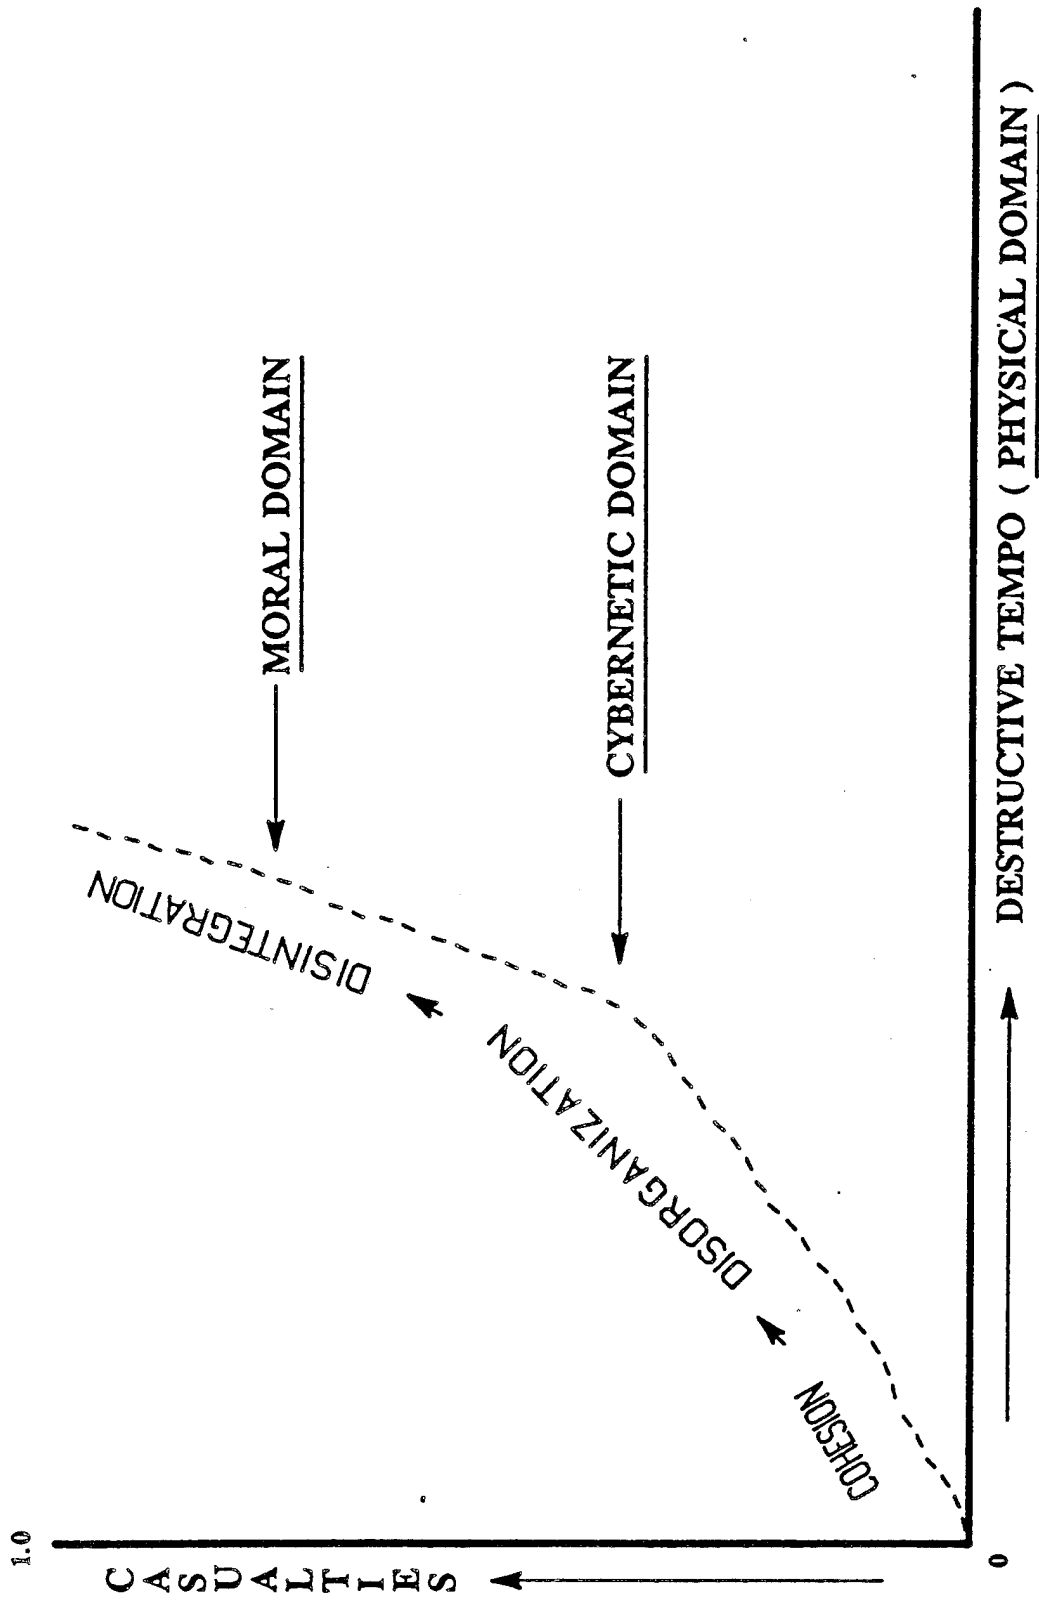 1.0
CASUALTIES
MORAL DOMAIN
DISINTEGRATION
CYBERNETIC DOMAIN
DISORGANIZATION
COHESION
0
DESTRUCTIVE TEMPO ( PHYSICAL DOMAIN )